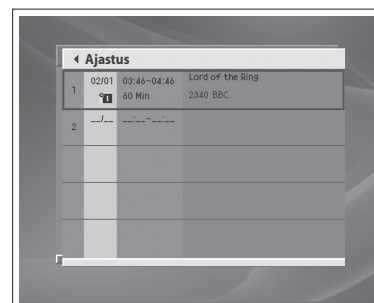 Ajastus
1 02/01 03:46~04:46 Lord of the Ring
60 Min 2340 BBC
2 --/-- --:--~--:--